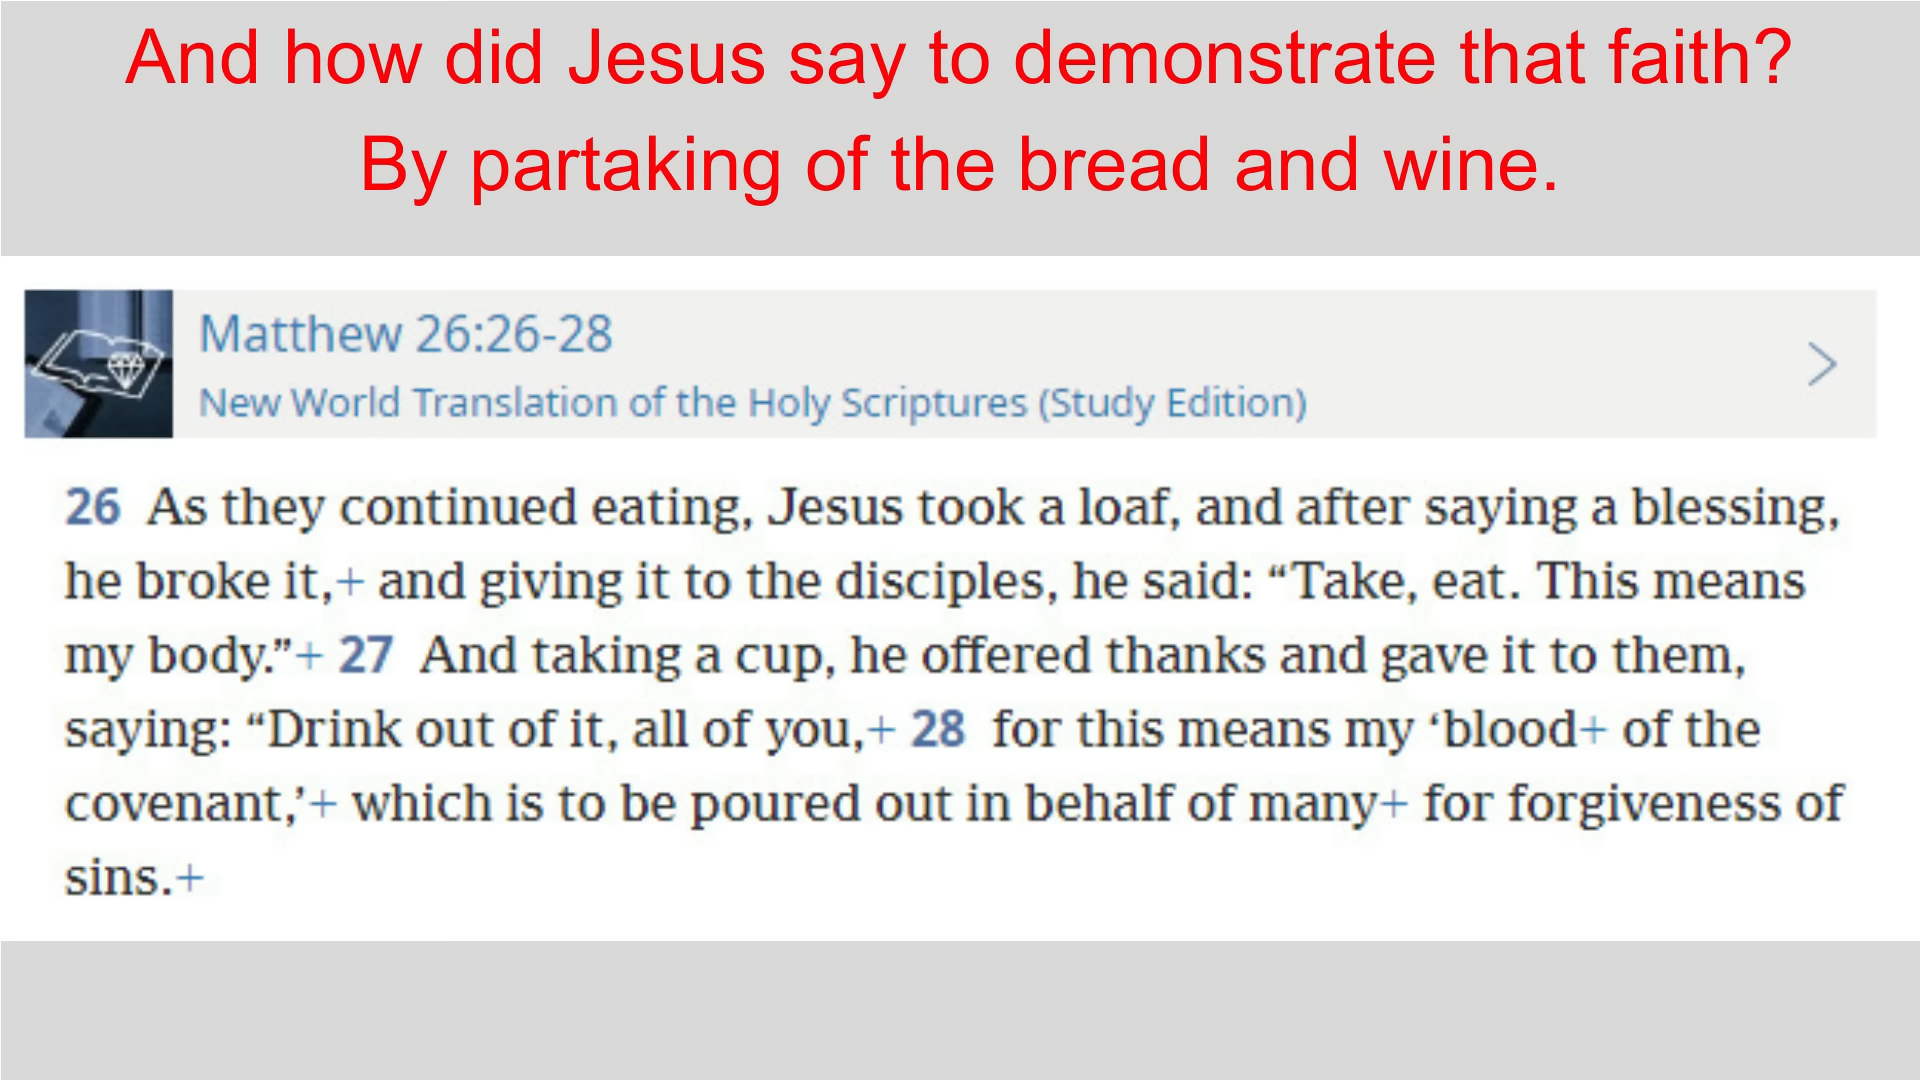 And how did Jesus say to demonstrate that faith?
By partaking of the bread and wine.
Matthew 26:26-28
New World Translation of the Holy Scriptures (Study Edition)
26 As they continued eating, Jesus took a loaf, and after saying a blessing,
he broke it,+ and giving it to the disciples, he said: “Take, eat. This means
my body.”+ 27 And taking a cup, he offered thanks and gave it to them,
saying: “Drink out of it, all of you,+ 28 for this means my ‘blood+ of the
covenant,’+ which is to be poured out in behalf of many+ for forgiveness of
sins.+